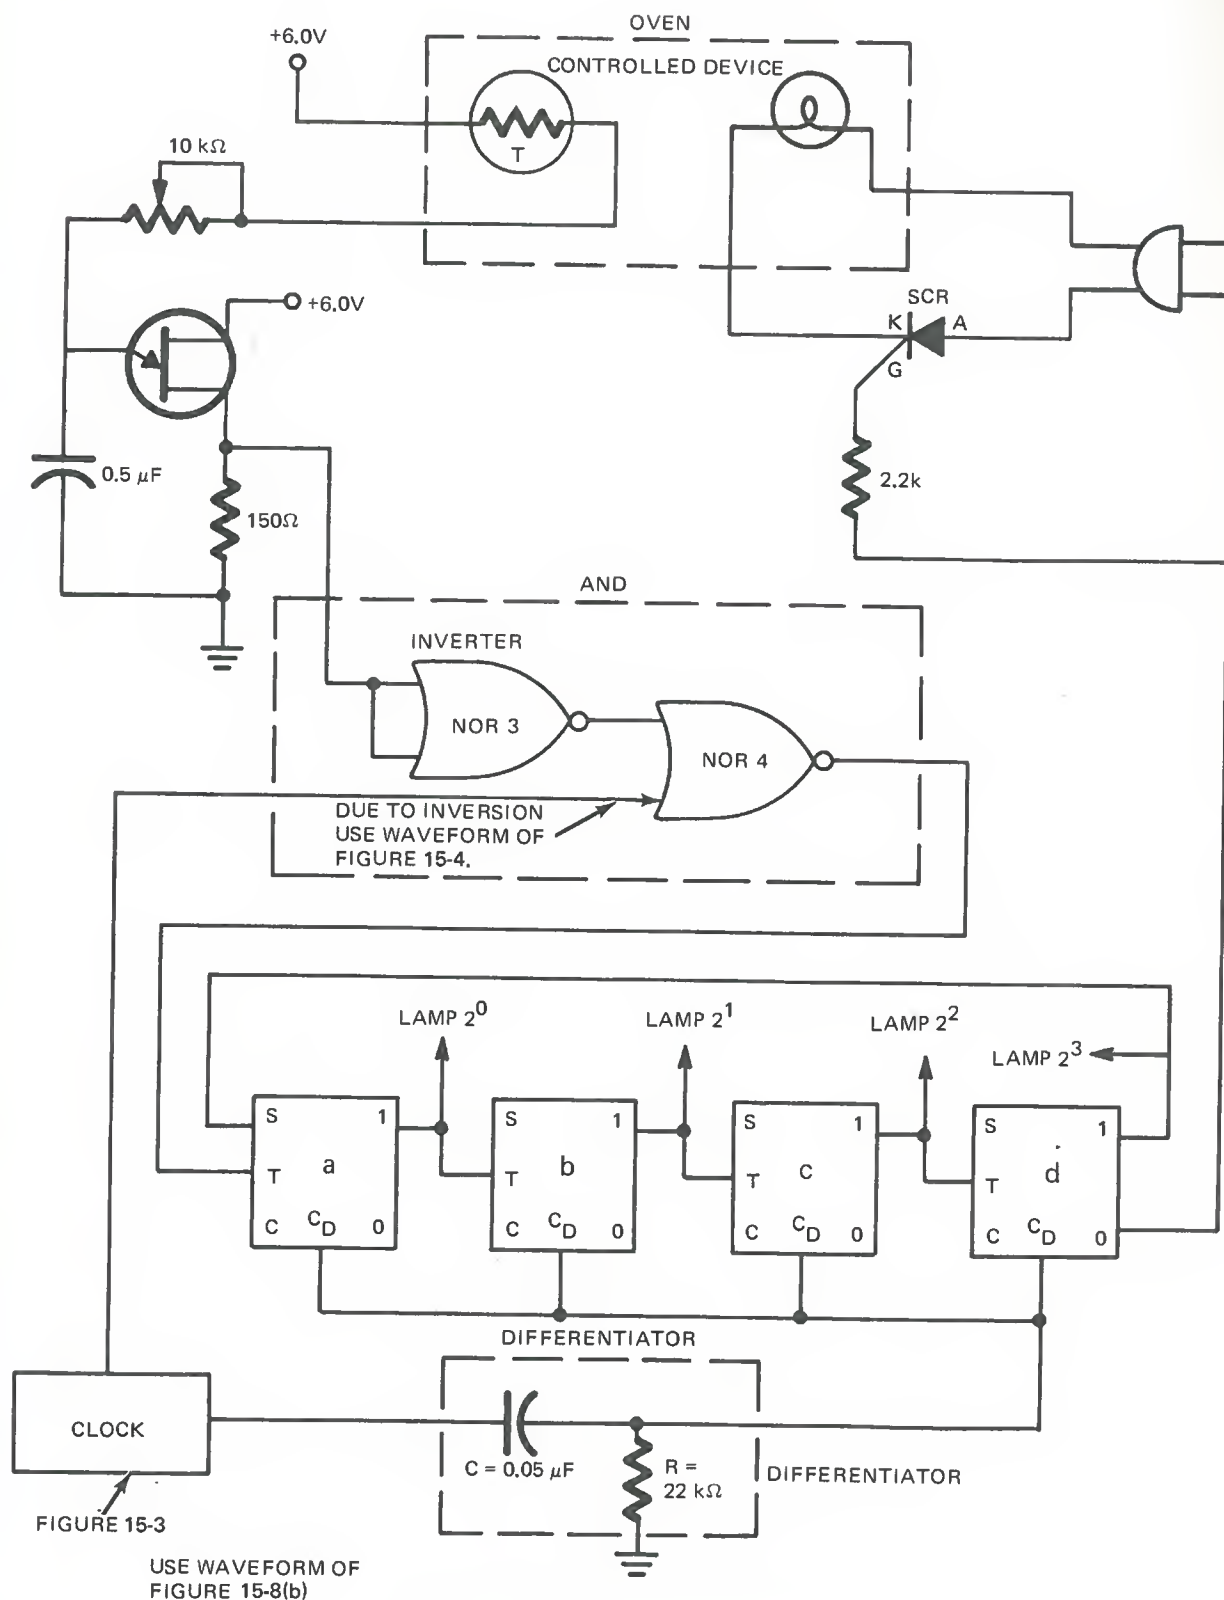 OVEN
+6.0V
CONTROLLED DEVICE
10 kΩ
T
+6.0V
SCR
K
A
G
0.5 μF
2.2k
150Ω
AND
INVERTER
NOR 3
NOR 4
DUE TO INVERSION
USE WAVEFORM OF
FIGURE 15-4.
LAMP 2⁰
LAMP 2¹
LAMP 2²
LAMP 2³
S 1
a
T
C C_D 0
S 1
b
T
C C_D 0
S 1
c
T
C C_D 0
S 1
d
T
C C_D 0
DIFFERENTIATOR
CLOCK
C = 0.05 μF
R =
22 kΩ
DIFFERENTIATOR
FIGURE 15-3
USE WAVEFORM OF
FIGURE 15-8(b)